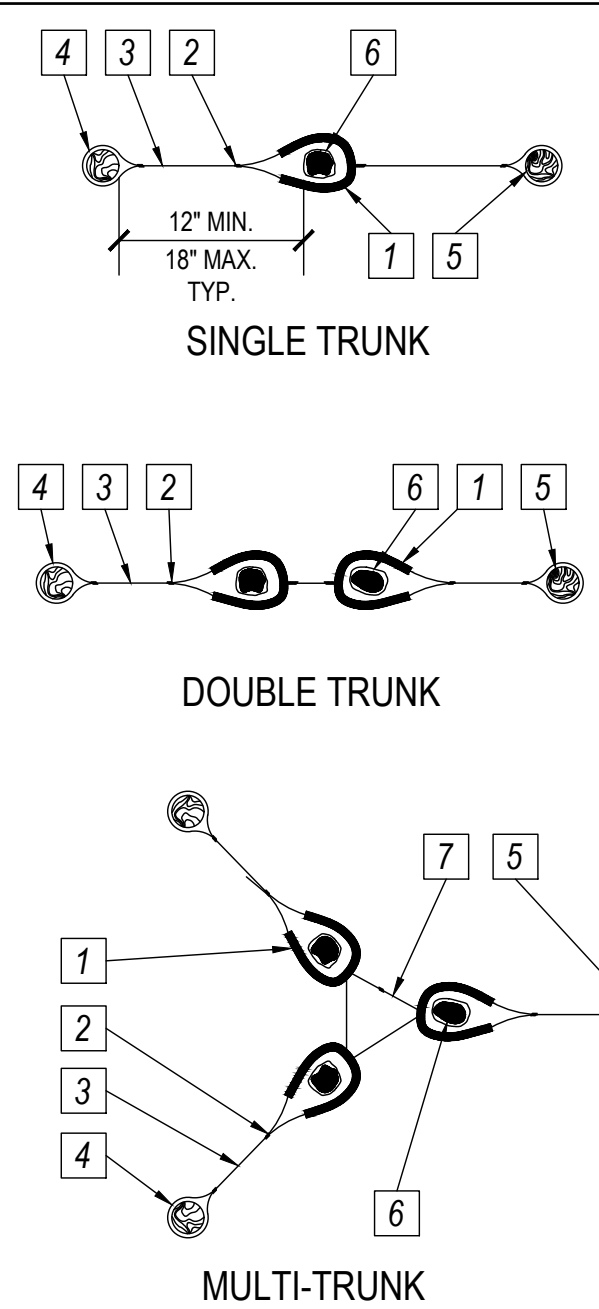 4 3 2 6
12" MIN.
18" MAX.
TYP.
1 5
SINGLE TRUNK
4 3 2 6 1 5
DOUBLE TRUNK
7 5
1
2
3
4
6
MULTI-TRUNK